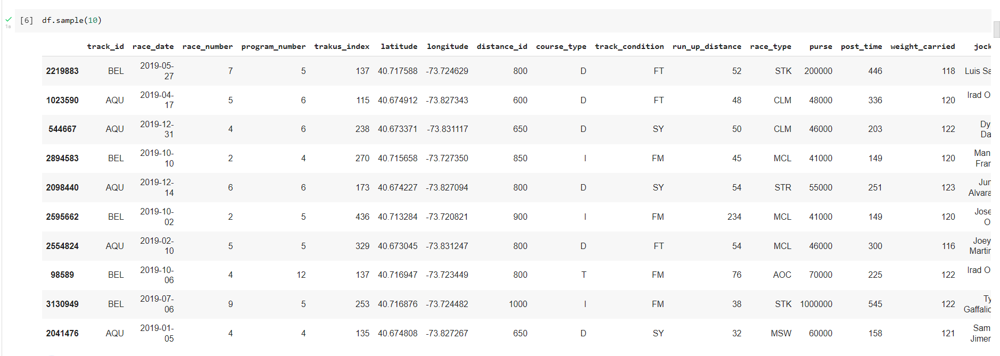 [6] df.sample(10)
1s
track_id race_date race_number program_number trakus_index latitude longitude distance_id course_type track_condition run_up_distance race_type purse post_time weight_carried jock
2219883 BEL 2019-05-27 7 5 137 40.717588 -73.724629 800 D FT 52 STK 200000 446 118 Luis Sa
1023590 AQU 2019-04-17 5 6 115 40.674912 -73.827343 600 D FT 48 CLM 48000 336 120 Irad O
544667 AQU 2019-12-31 4 6 238 40.673371 -73.831117 650 D SY 50 CLM 46000 203 122 Dy Da
2894583 BEL 2019-10-10 2 4 270 40.715658 -73.727350 850 I FM 45 MCL 41000 149 120 Man Fran
2098440 AQU 2019-12-14 6 6 173 40.674227 -73.827094 800 D SY 54 STR 55000 251 123 Jun Alvara
2595662 BEL 2019-10-02 2 5 436 40.713284 -73.720821 900 I FM 234 MCL 41000 149 120 Jose O
2554824 AQU 2019-02-10 5 5 329 40.673045 -73.831247 800 D FT 54 MCL 46000 300 116 Joey Martin
98589 BEL 2019-10-06 4 12 137 40.716947 -73.723449 800 T FM 76 AOC 70000 225 122 Irad O
3130949 BEL 2019-07-06 9 5 253 40.716876 -73.724482 1000 I FM 38 STK 1000000 545 122 Ty Gaffalio
2041476 AQU 2019-01-05 4 4 135 40.674808 -73.827267 650 D SY 32 MSW 60000 158 121 Sam Jimen